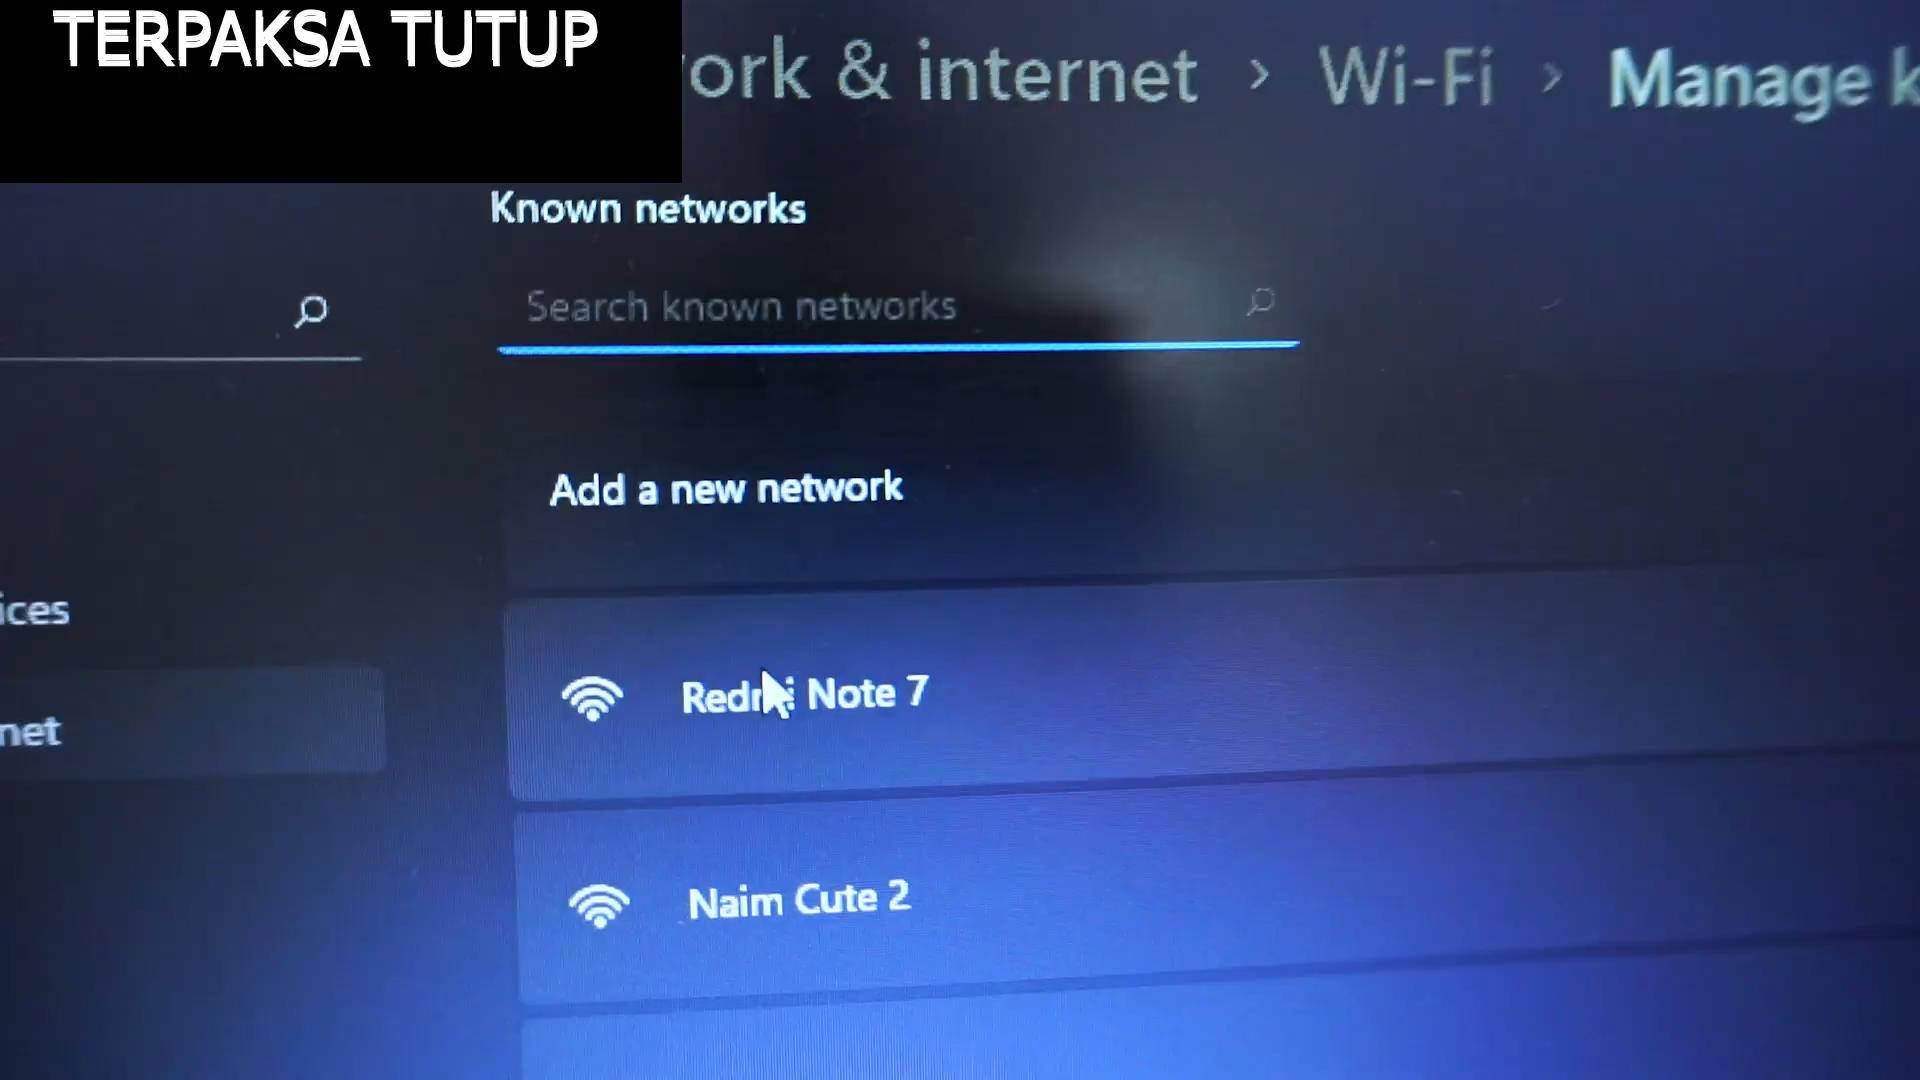 TERPAKSA TUTUP
ork & internet > Wi-Fi > Manage k
Known networks
Search known networks
Add a new network
ices
Redmi Note 7
net
Naim Cute 2